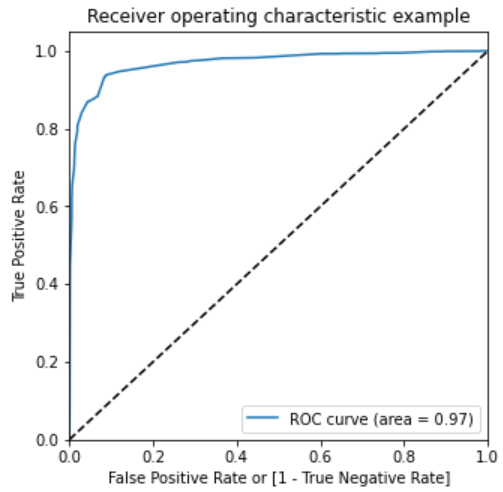 Receiver operating characteristic example
True Positive Rate
1.0
0.8
0.6
0.4
0.2
0.0
ROC curve (area = 0.97)
0.0 0.2 0.4 0.6 0.8 1.0
False Positive Rate or [1 - True Negative Rate]